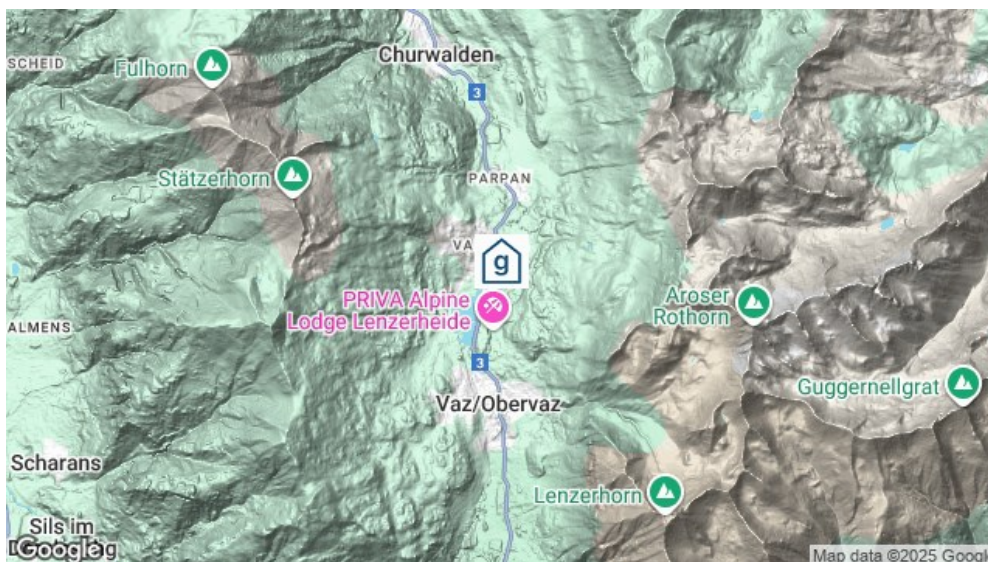 SCHEID
Fulhorn
Churwalden
3
Stätzerhorn
PARPAN
VA
g
PRIVA Alpine
Lodge Lenzerheide
Aroser
Rothorn
ALMENS
3
Guggernellgrat
Vaz/Obervaz
Scharans
Lenzerhorn
Sils im
Google
Map data ©2025 Google